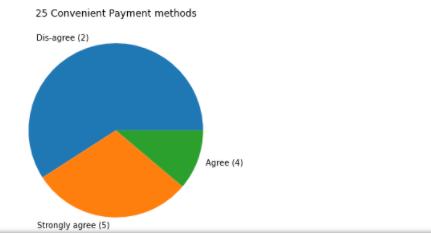 25 Convenient Payment methods
Dis-agree (2)
Agree (4)
Strongly agree (5)